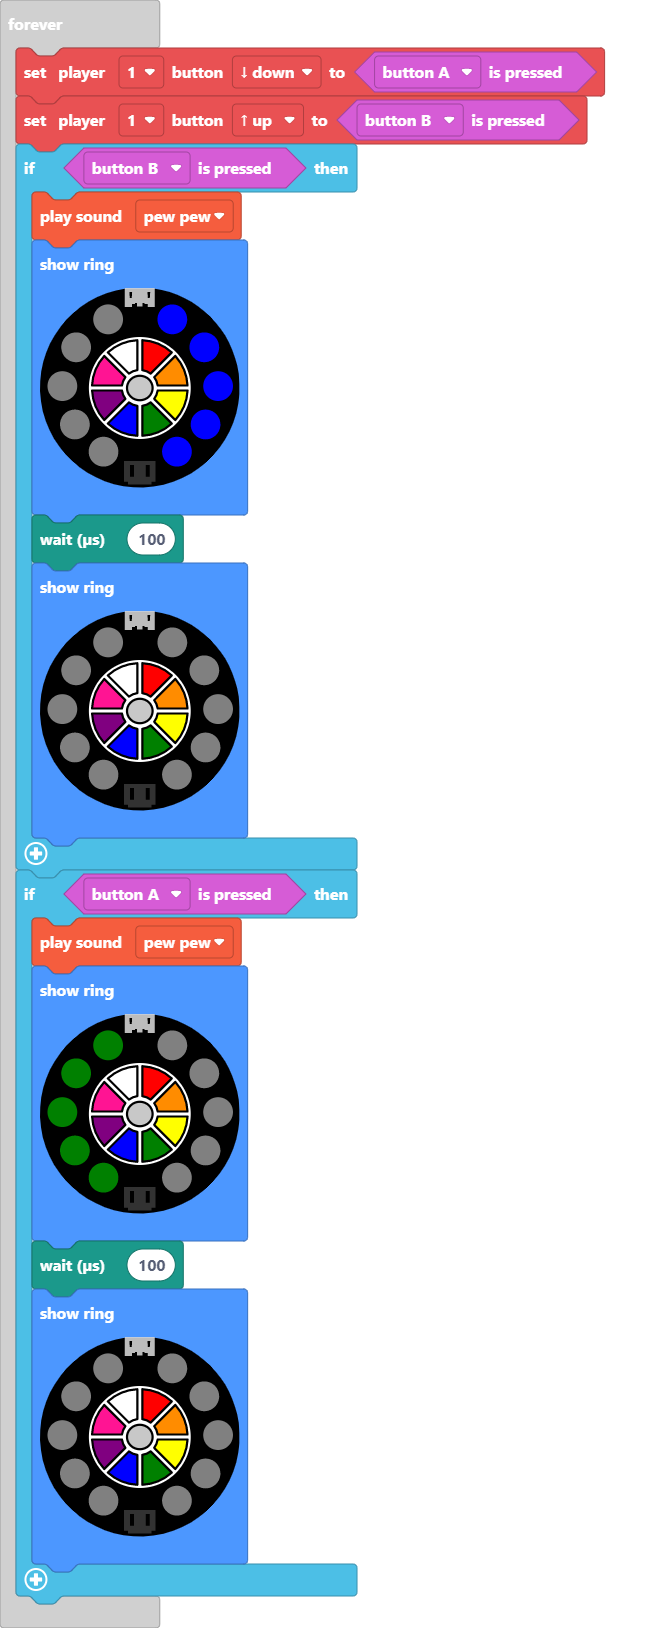 forever
set player 1 button ↓ down to button A is pressed
set player 1 button ↑ up to button B is pressed
if button B is pressed then
play sound pew pew
show ring
wait (µs) 100
show ring
if button A is pressed then
play sound pew pew
show ring
wait (µs) 100
show ring